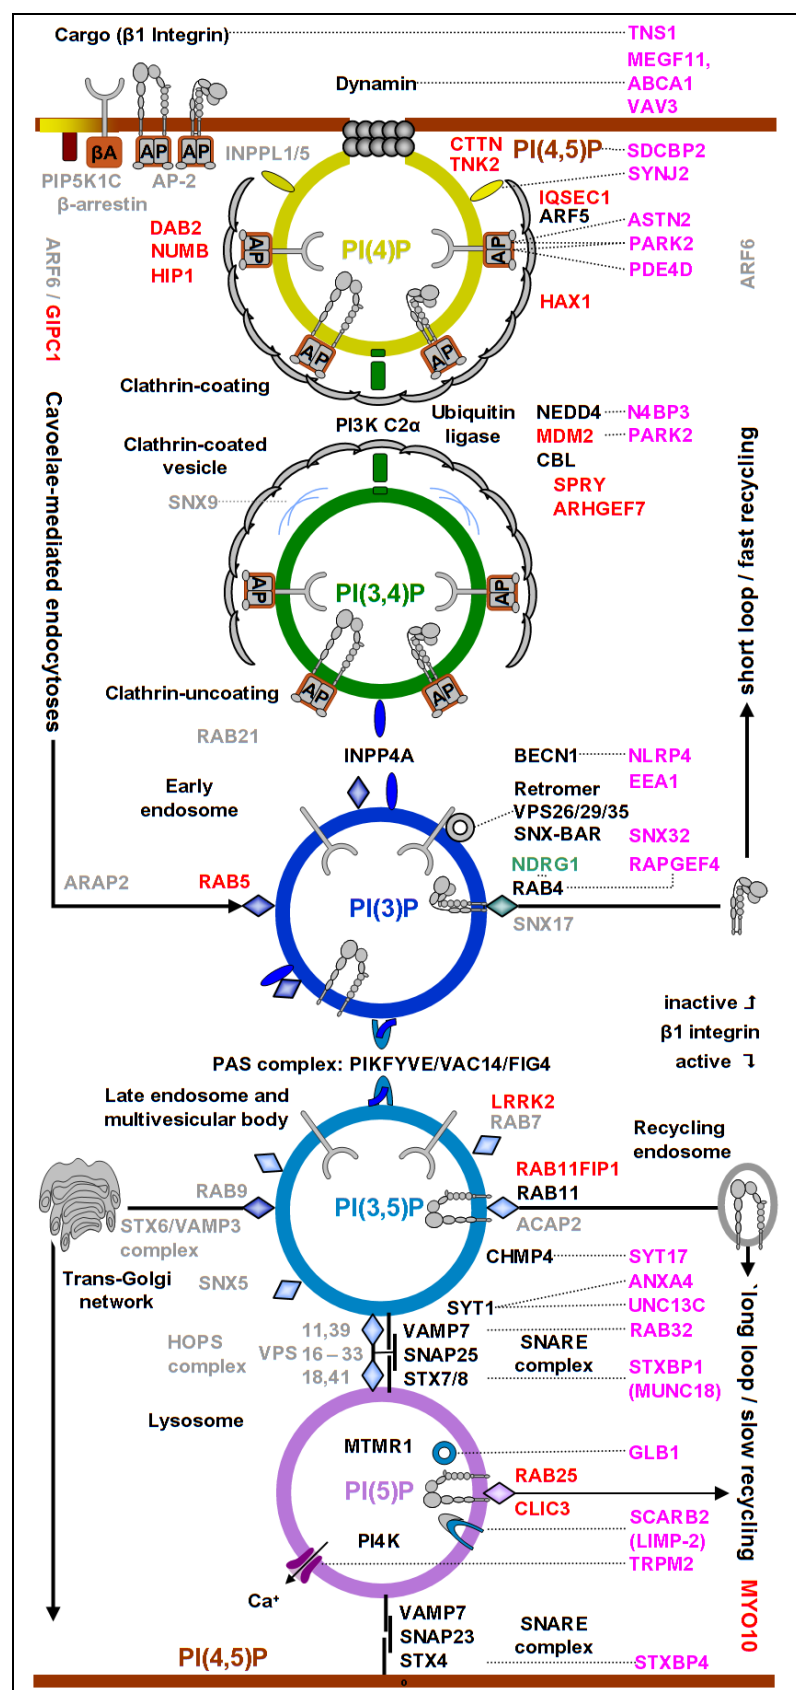 Cargo (β1 Integrin)
TNS1
MEGF11,
Dynamin
ABCA1
VAV3
βA
AP
AP
INPPL1/5
CTTN
TNK2
PI(4,5)P
SDCBP2
PIP5K1C
AP-2
SYNJ2
β-arrestin
IQSEC1
ARF5
DAB2
NUMB
HIP1
AP
PI(4)P
AP
ASTN2
PARK2
PDE4D
ARF6 / GIPC1
ARF6
HAX1
AP
AP
Clathrin-coating
PI3K C2α
Ubiquitin
ligase
NEDD4
N4BP3
MDM2
PARK2
CBL
SPRY
ARHGEF7
Clathrin-coated
vesicle
SNX9
Cavoelae-mediated endocytoses
short loop / fast recycling
AP
PI(3,4)P
AP
AP
AP
Clathrin-uncoating
RAB21
INPP4A
BECN1
NLRP4
EEA1
Early
endosome
Retromer
VPS26/29/35
SNX-BAR
SNX32
NDRG1
RAPGEF4
RAB4
ARAP2
RAB5
PI(3)P
SNX17
inactive
β1 integrin
active
PAS complex: PIKFYVE/VAC14/FIG4
Late endosome and
multivesicular body
LRRK2
RAB7
Recycling
endosome
RAB11FIP1
RAB9
RAB11
PI(3,5)P
ACAP2
STX6/VAMP3
complex
CHMP4
SYT17
Trans-Golgi
network
SNX5
ANXA4
SYT1
UNC13C
HOPS
complex
VPS
11,39
16 – 33
18,41
VAMP7
SNAP25
STX7/8
SNARE
complex
RAB32
STXBP1
(MUNC18)
`long loop / slow recycling MYO10
Lysosome
MTMR1
GLB1
PI(5)P
RAB25
CLIC3
SCARB2
(LIMP-2)
PI4K
TRPM2
Ca⁺
VAMP7
SNAP23
STX4
SNARE
complex
PI(4,5)P
STXBP4
o